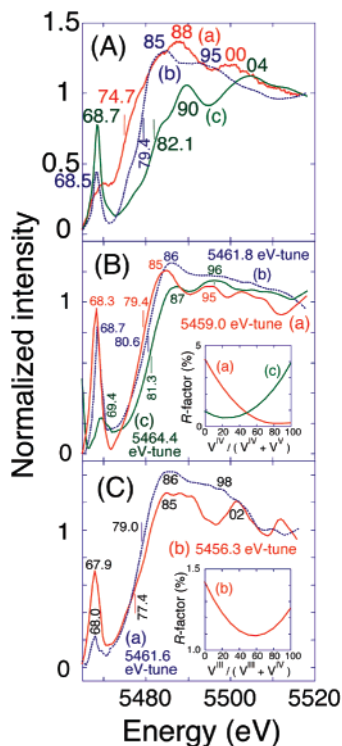 Normalized intensity
1.5
1.0
0.5
0
(A)
88 (a)
85
95
00
(b)
04
74.7
68.7
(c)
90
79.4
82.1
68.5
(B)
86
5461.8 eV-tune
(b)
85
96
68.3
79.4
87
95
5459.0 eV-tune (a)
68.7
80.6
69.4
81.3
(c)
5464.4
eV-tune
1
0
R-factor (%)
5
0
(a)
(c)
0 20 40 60 80 100
V^IV / ( V^IV + V^V )
(C)
86
98
85
02
79.0
(b) 5456.3 eV-tune
67.9
68.0
77.4
(a)
5461.6
eV-tune
1
0
R-factor (%)
1.5
1.0
(b)
0 20 40 60 80 100
V^III / ( V^III + V^IV )
5480 5500 5520
Energy (eV)